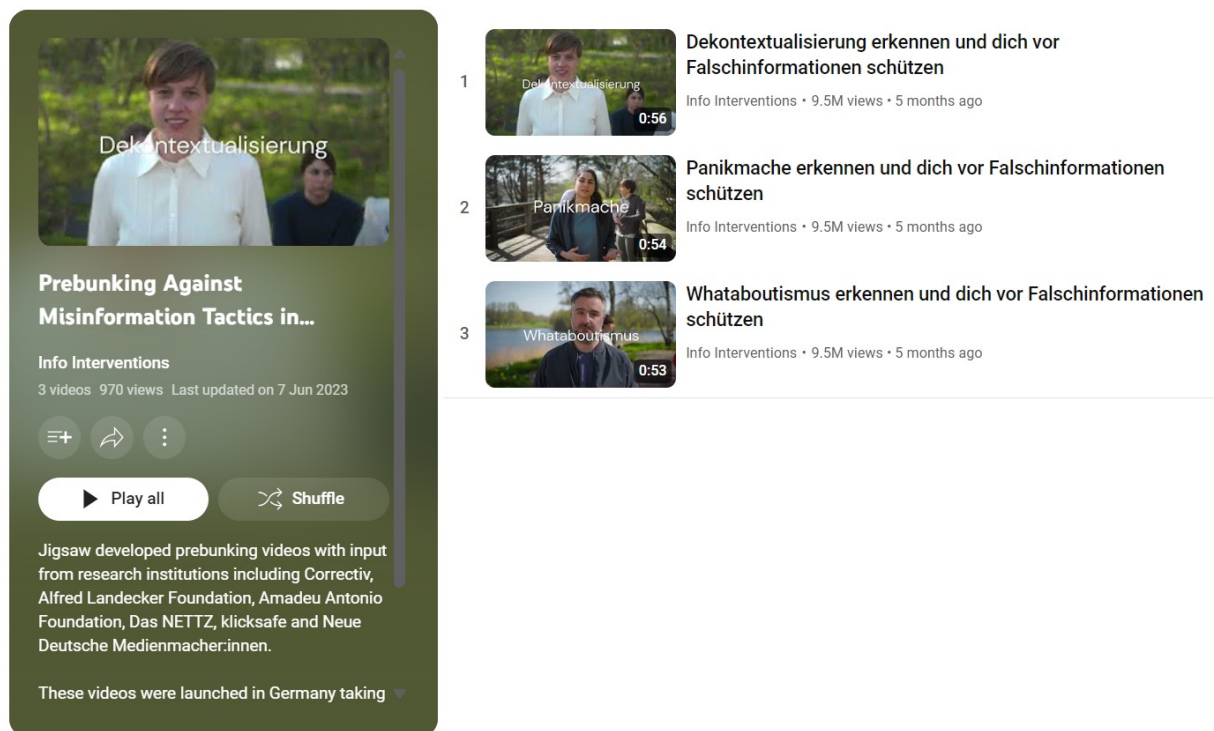 Dekontextualisierung
Prebunking Against
Misinformation Tactics in...
Info Interventions
3 videos 970 views Last updated on 7 Jun 2023
Play all
Shuffle
Jigsaw developed prebunking videos with input
from research institutions including Correctiv,
Alfred Landecker Foundation, Amadeu Antonio
Foundation, Das NETTZ, klicksafe and Neue
Deutsche Medienmacher:innen.
These videos were launched in Germany taking
1
Dekontextualisierung
0:56
Dekontextualisierung erkennen und dich vor
Falschinformationen schützen
Info Interventions • 9.5M views • 5 months ago
2
Panikmache
0:54
Panikmache erkennen und dich vor Falschinformationen
schützen
Info Interventions • 9.5M views • 5 months ago
3
Whataboutismus
0:53
Whataboutismus erkennen und dich vor Falschinformationen
schützen
Info Interventions • 9.5M views • 5 months ago